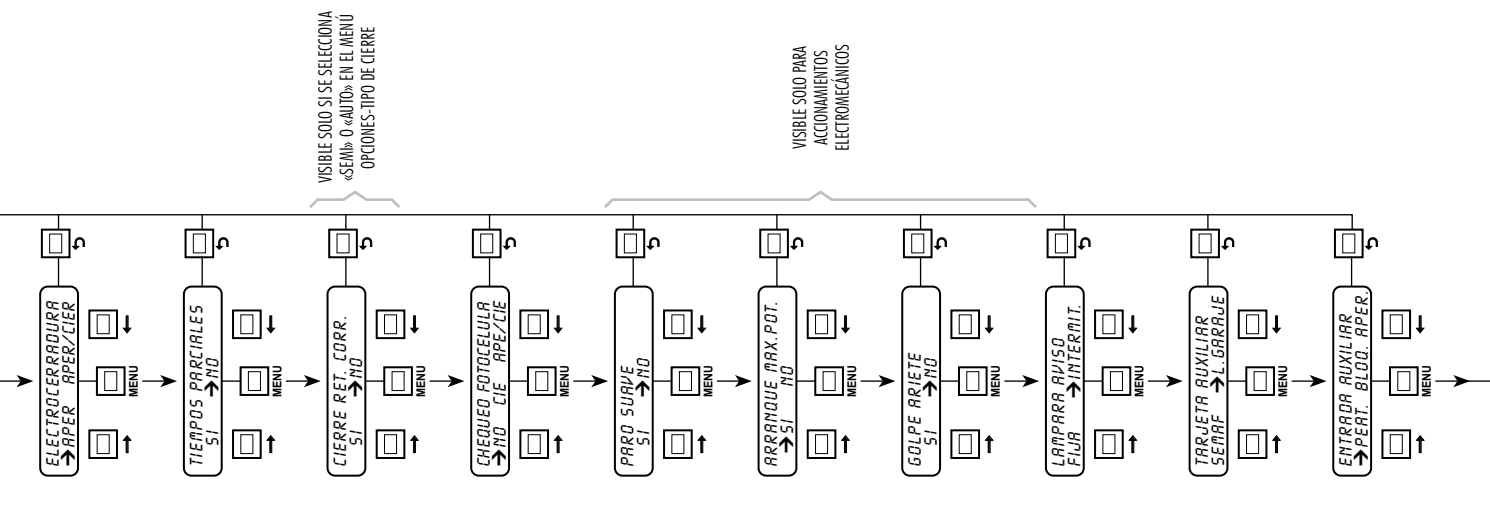 VISIBLE SOLO SI SE SELECCIONA
«SEMI» O «AUTO» EN EL MENÚ
OPCIONES-TIPO DE CIERRE
VISIBLE SOLO PARA
ACCIONAMIENTOS
ELECTROMECÁNICOS
ELECTROCERRADURA
➔APER APER/CIER
MENU
TIEMPOS PARCIALES
SI ➔NO
MENU
CIERRE RET. CORR.
SI ➔NO
MENU
CHEQUEO FOTOCELULA
➔NO CIE APE/CIE
MENU
PARO SUAVE
SI ➔NO
MENU
ARRANQUE MAX.POT.
➔SI NO
MENU
GOLPE ARIETE
SI ➔NO
MENU
LAMPARA AVISO
FIJA ➔INTERMIT.
MENU
TARJETA AUXILIAR
SEMAF ➔L.GARAJE
MENU
ENTRADA AUXILIAR
➔PEAT. BLOQ. APER.
MENU